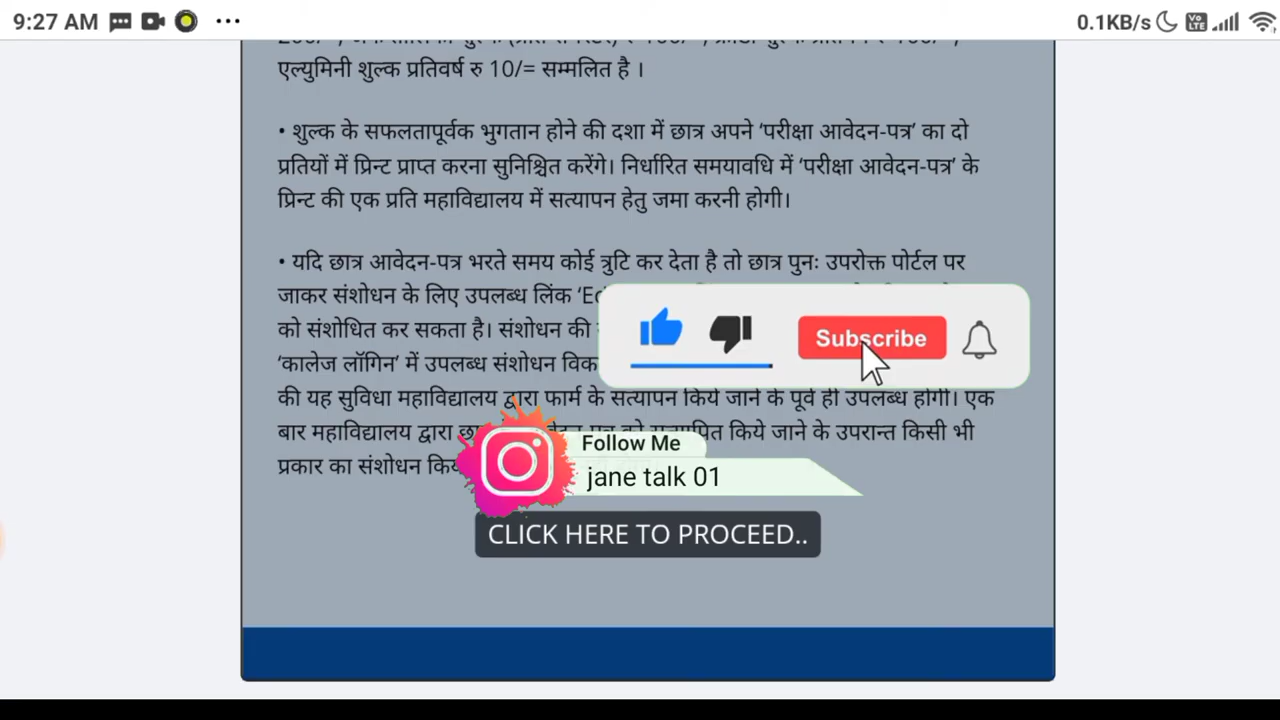 9:27 AM
0.1KB/s
Vo LTE
एल्युमिनी शुल्क प्रतिवर्ष रु 10/= सम्मलित है ।
• शुल्क के सफलतापूर्वक भुगतान होने की दशा में छात्र अपने ‘परीक्षा आवेदन-पत्र’ का दो
प्रतियों में प्रिन्ट प्राप्त करना सुनिश्चित करेंगे। निर्धारित समयावधि में ‘परीक्षा आवेदन-पत्र’ के
प्रिन्ट की एक प्रति महाविद्यालय में सत्यापन हेतु जमा करनी होगी।
• यदि छात्र आवेदन-पत्र भरते समय कोई त्रुटि कर देता है तो छात्र पुनः उपरोक्त पोर्टल पर
जाकर संशोधन के लिए उपलब्ध लिंक
को संशोधित कर सकता है। संशोधन की
Subscribe
‘कालेज लॉगिन’ में उपलब्ध संशोधन
की यह सुविधा महाविद्यालय द्वारा फार्म के सत्यापन किये जाने के पूर्व ही उपलब्ध होगी। एक
बार महाविद्यालय द्वारा किये जाने के उपरान्त किसी भी
प्रकार का संशोधन
Follow Me
jane talk 01
CLICK HERE TO PROCEED..